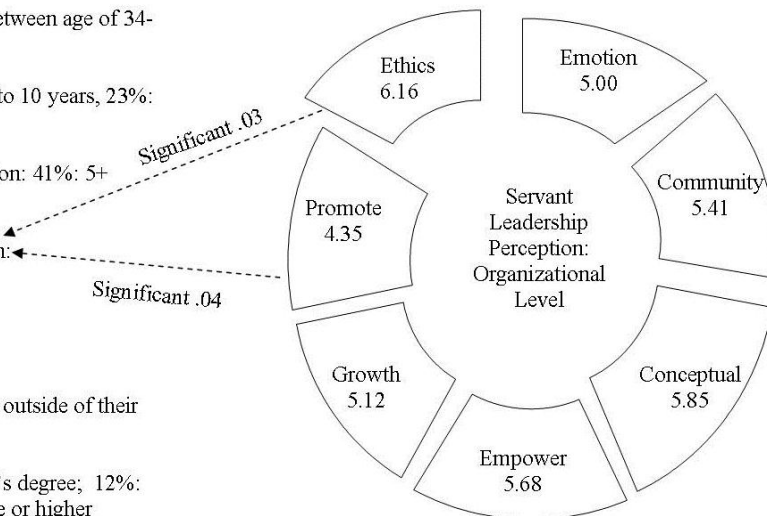 etween age of 34-
to 10 years, 23%:
on: 41%: 5+
n:
outside of their
's degree; 12%:
e or higher
Significant .03
Significant .04
Ethics
6.16
Emotion
5.00
Community
5.41
Promote
4.35
Servant
Leadership
Perception:
Organizational
Level
Growth
5.12
Conceptual
5.85
Empower
5.68